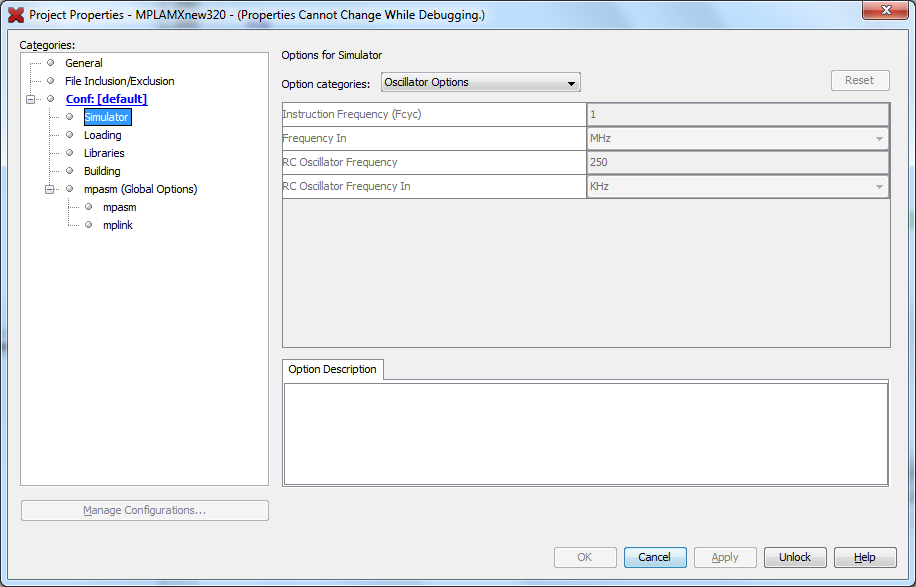 Project Properties - MPLAMXnew320 - (Properties Cannot Change While Debugging.)
Categories:
General
File Inclusion/Exclusion
Conf: [default]
Simulator
Loading
Libraries
Building
mpasm (Global Options)
mpasm
mplink
Manage Configurations...
Options for Simulator
Option categories: Oscillator Options Reset
Instruction Frequency (Fcyc) 1
Frequency In MHz
RC Oscillator Frequency 250
RC Oscillator Frequency In KHz
Option Description
OK Cancel Apply Unlock Help